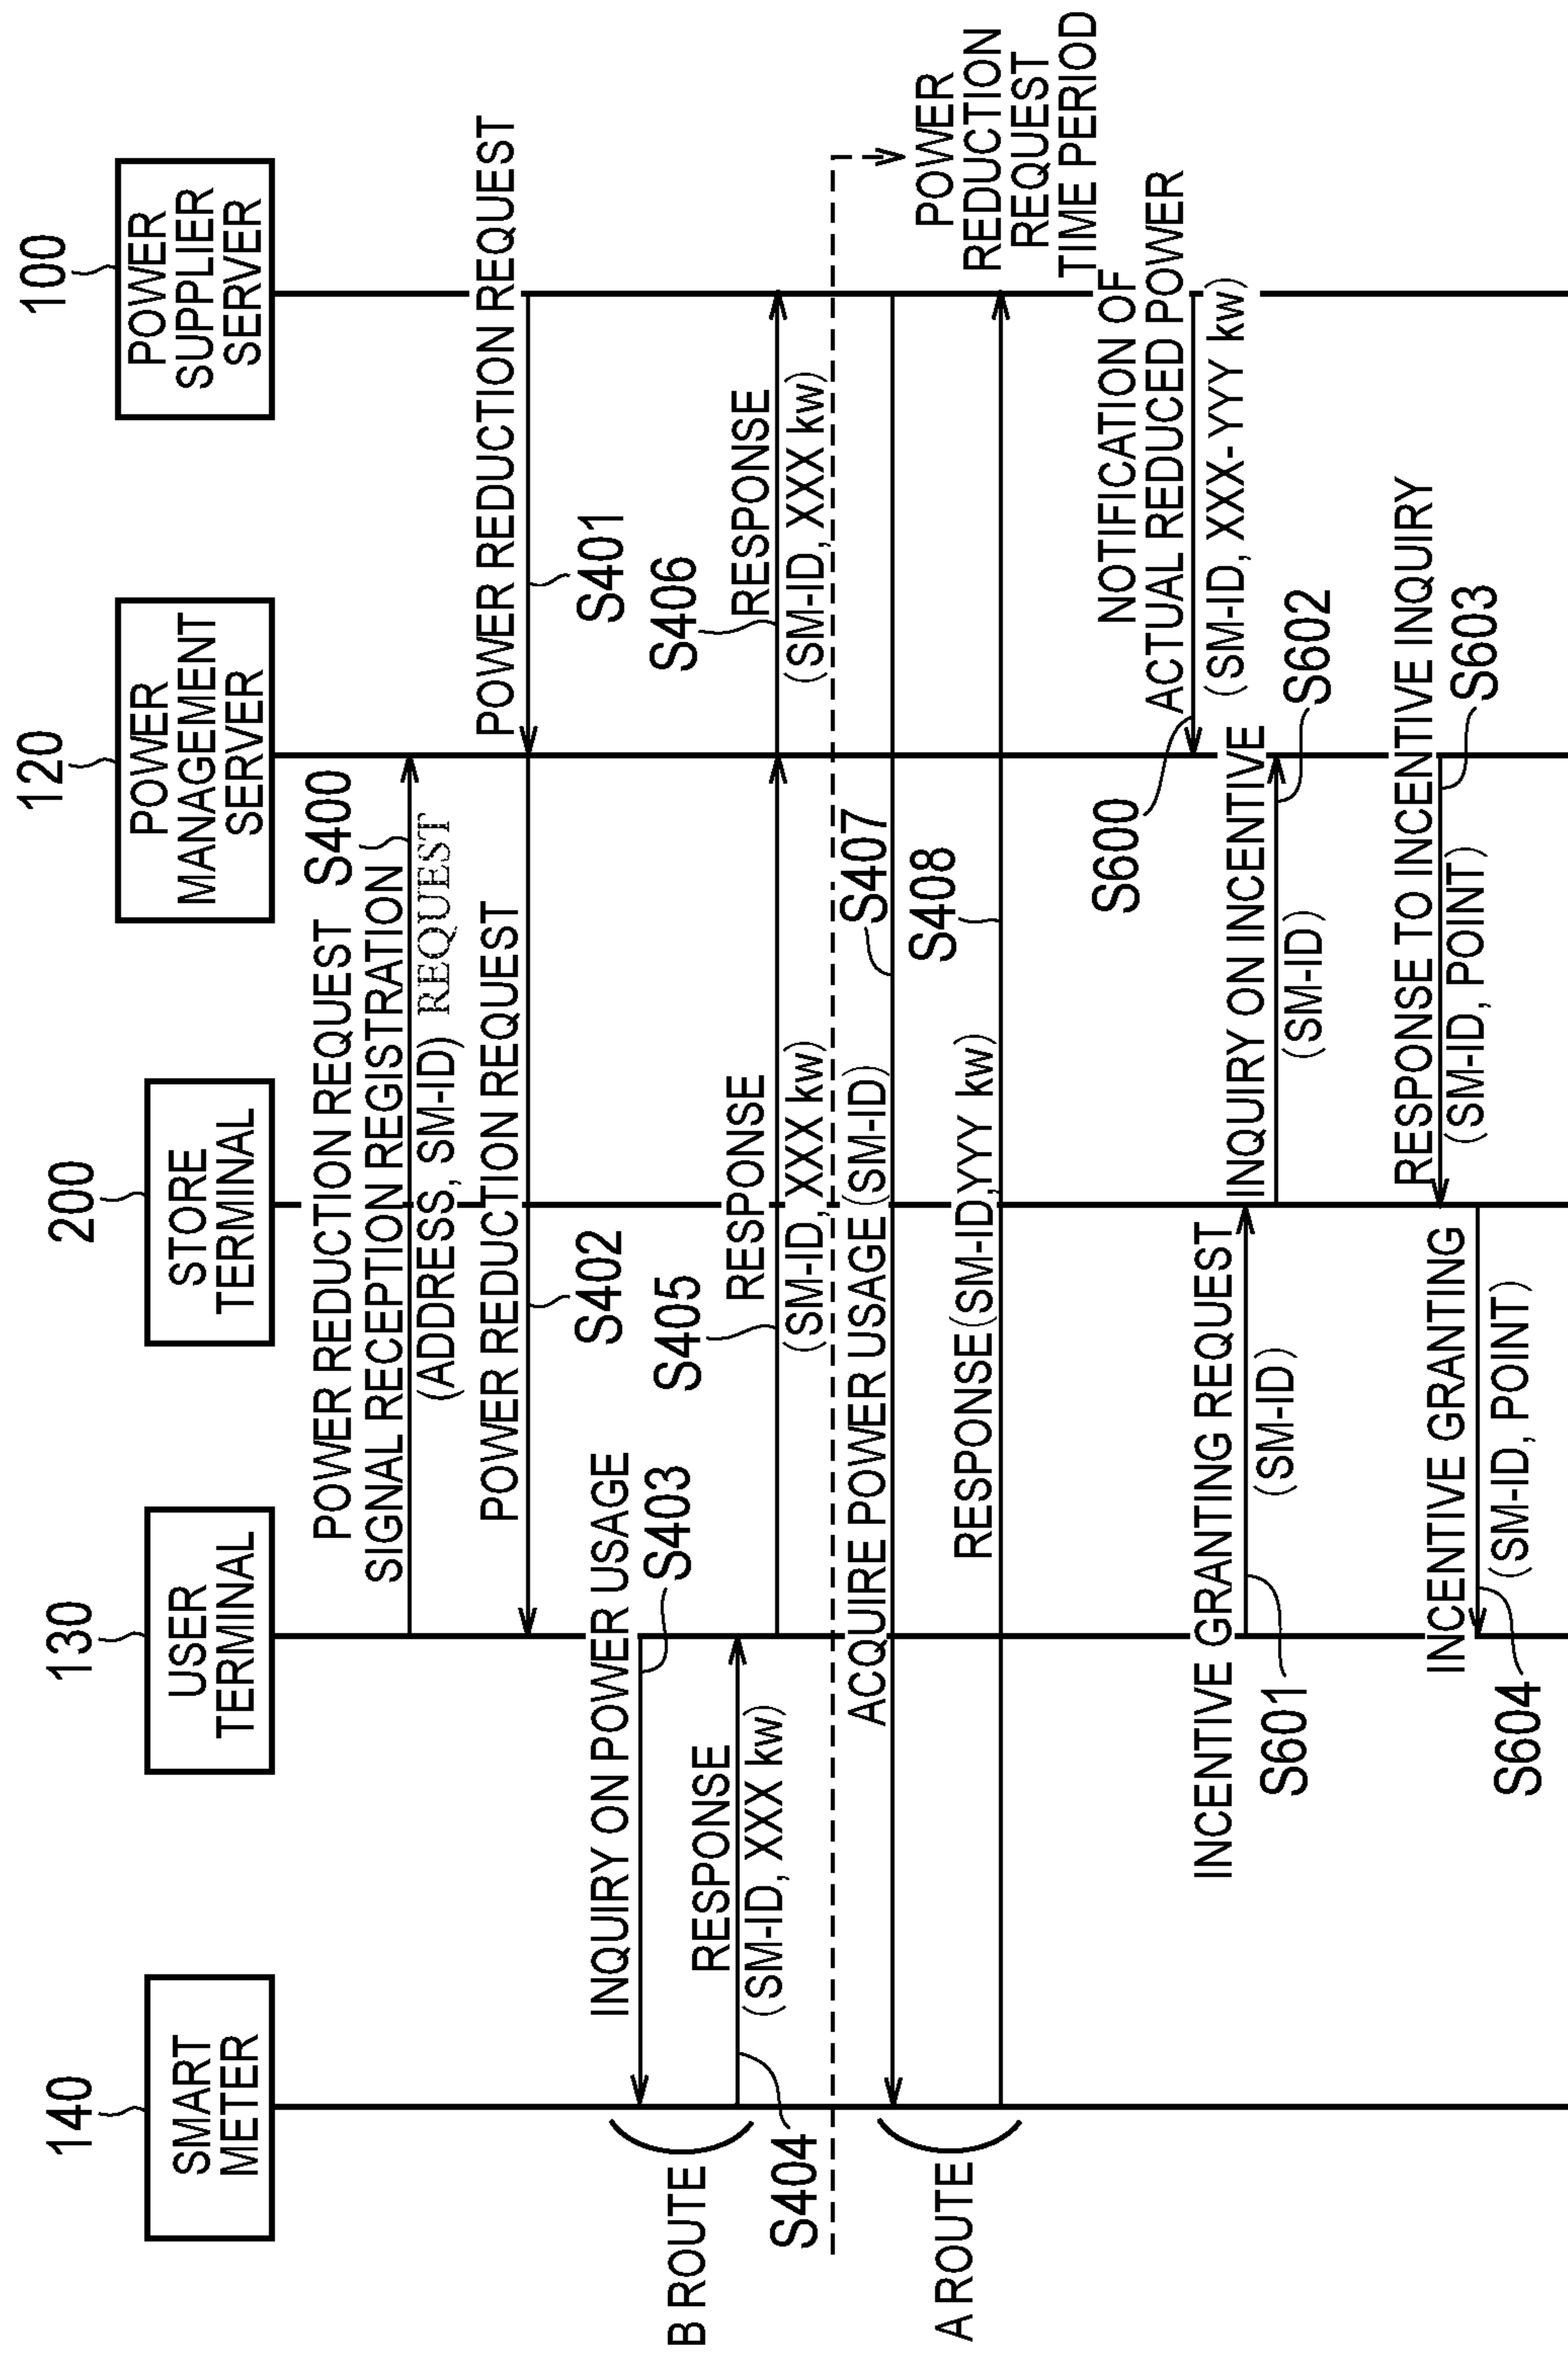 140
SMART
METER
130
USER
TERMINAL
200
STORE
TERMINAL
120
POWER
MANAGEMENT
SERVER
100
POWER
SUPPLIER
SERVER
POWER REDUCTION REQUEST
SIGNAL RECEPTION REGISTRATION
(ADDRESS, SM-ID) REQUEST
S400
POWER REDUCTION REQUEST
S401
POWER REDUCTION REQUEST
S402
INQUIRY ON POWER USAGE
S403
B ROUTE
RESPONSE
(SM-ID, XXX kw)
S404
S405
RESPONSE
(SM-ID, XXX kw)
S406
RESPONSE
(SM-ID, XXX kw)
POWER
REDUCTION
REQUEST
TIME PERIOD
A ROUTE
ACQUIRE POWER USAGE (SM-ID)
S407
RESPONSE (SM-ID,YYY kw)
S408
NOTIFICATION OF
ACTUAL REDUCED POWER
(SM-ID, XXX-YYY kw)
S600
INCENTIVE GRANTING REQUEST
(SM-ID)
S601
INQUIRY ON INCENTIVE
(SM-ID)
S602
RESPONSE TO INCENTIVE INQUIRY
(SM-ID, POINT)
S603
INCENTIVE GRANTING
(SM-ID, POINT)
S604